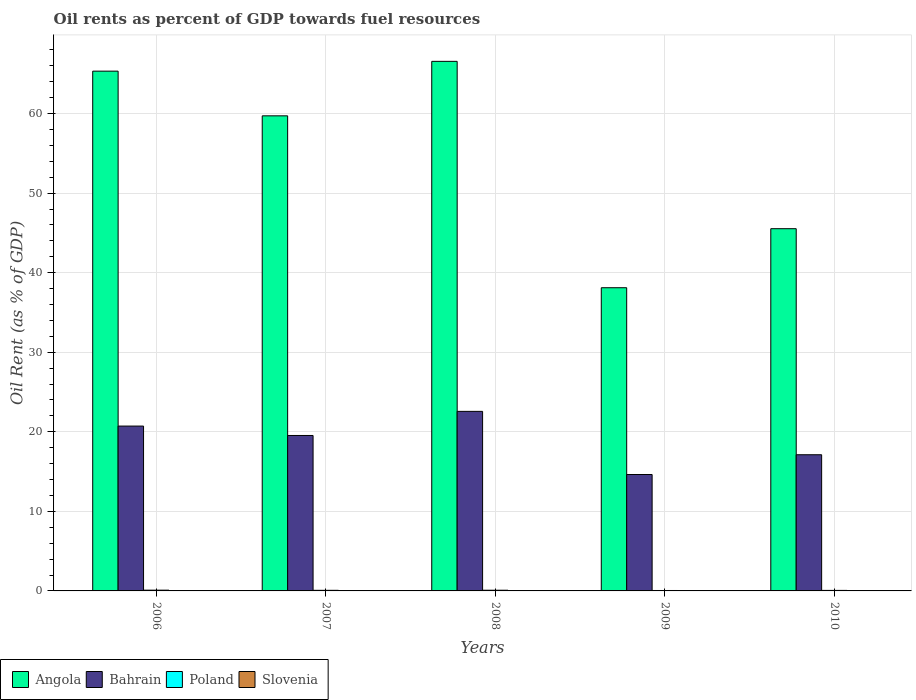 Oil rents as percent of GDP towards fuel resources
Oil Rent (as % of GDP)
60
50
40
30
20
10
0
2006
2007
2008
2009
2010
Years
Angola
Bahrain
Poland
Slovenia